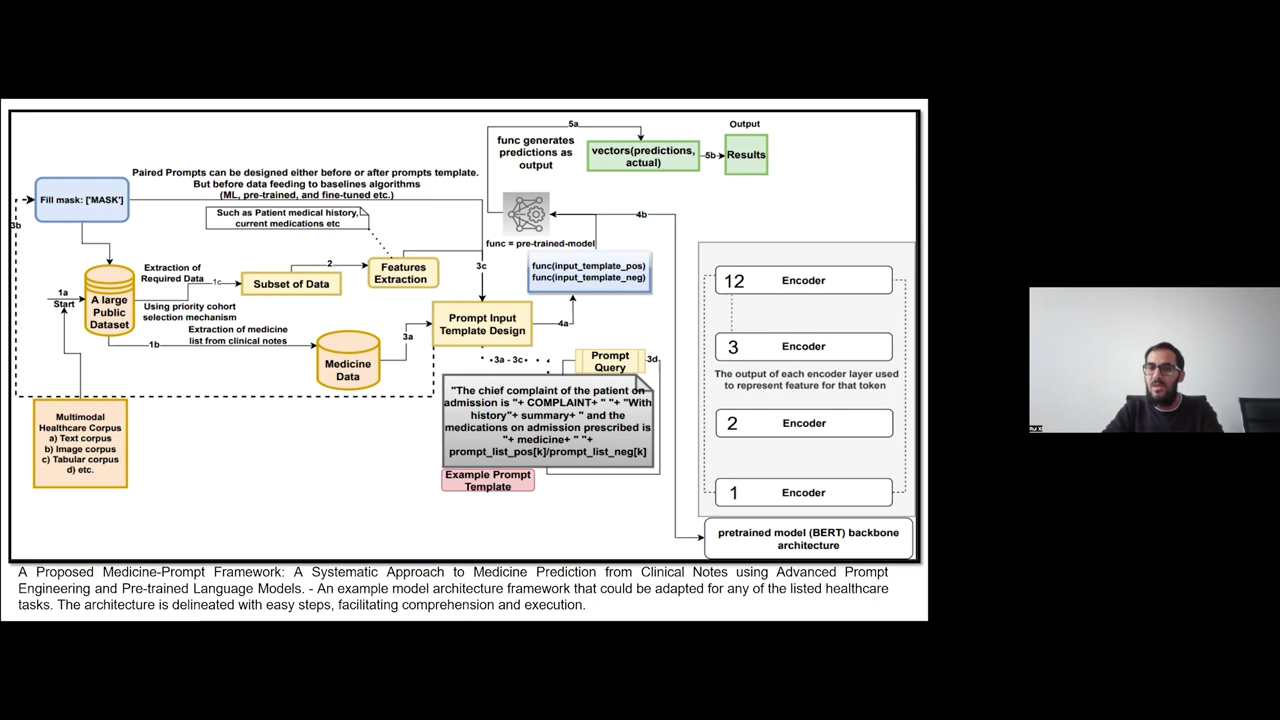 5a
Output
func generates
predictions as
output
vectors(predictions,
actual)
5b
Results
Paired Prompts can be designed either before or after prompts template.
But before data feeding to baselines algorithms
(ML, pre-trained, and fine-tuned etc.)
Fill mask: ['MASK']
3b
Such as Patient medical history,
current medications etc
4b
func = pre-trained-model
func(input_template_pos)
func(input_template_neg)
Extraction of
Required Data
1c
Using priority cohort
selection mechanism
2
Subset of Data
Features
Extraction
3c
1a
Start
A large
Public
Dataset
1b
Extraction of medicine
list from clinical notes
Medicine
Data
3a
Prompt Input
Template Design
4a
3a - 3c
Prompt
Query
3d
"The chief complaint of the patient on
admission is "+ COMPLAINT+ " "+ "With
history"+ summary+ " and the
medications on admission prescribed is
"+ medicine+ " "+
prompt_list_pos[k]/prompt_list_neg[k]
Example Prompt
Template
Multimodal
Healthcare Corpus
a) Text corpus
b) Image corpus
c) Tabular corpus
d) etc.
12 Encoder
3 Encoder
The output of each encoder layer used
to represent feature for that token
2 Encoder
1 Encoder
pretrained model (BERT) backbone
architecture
A Proposed Medicine-Prompt Framework: A Systematic Approach to Medicine Prediction from Clinical Notes using Advanced Prompt
Engineering and Pre-trained Language Models. - An example model architecture framework that could be adapted for any of the listed healthcare
tasks. The architecture is delineated with easy steps, facilitating comprehension and execution.